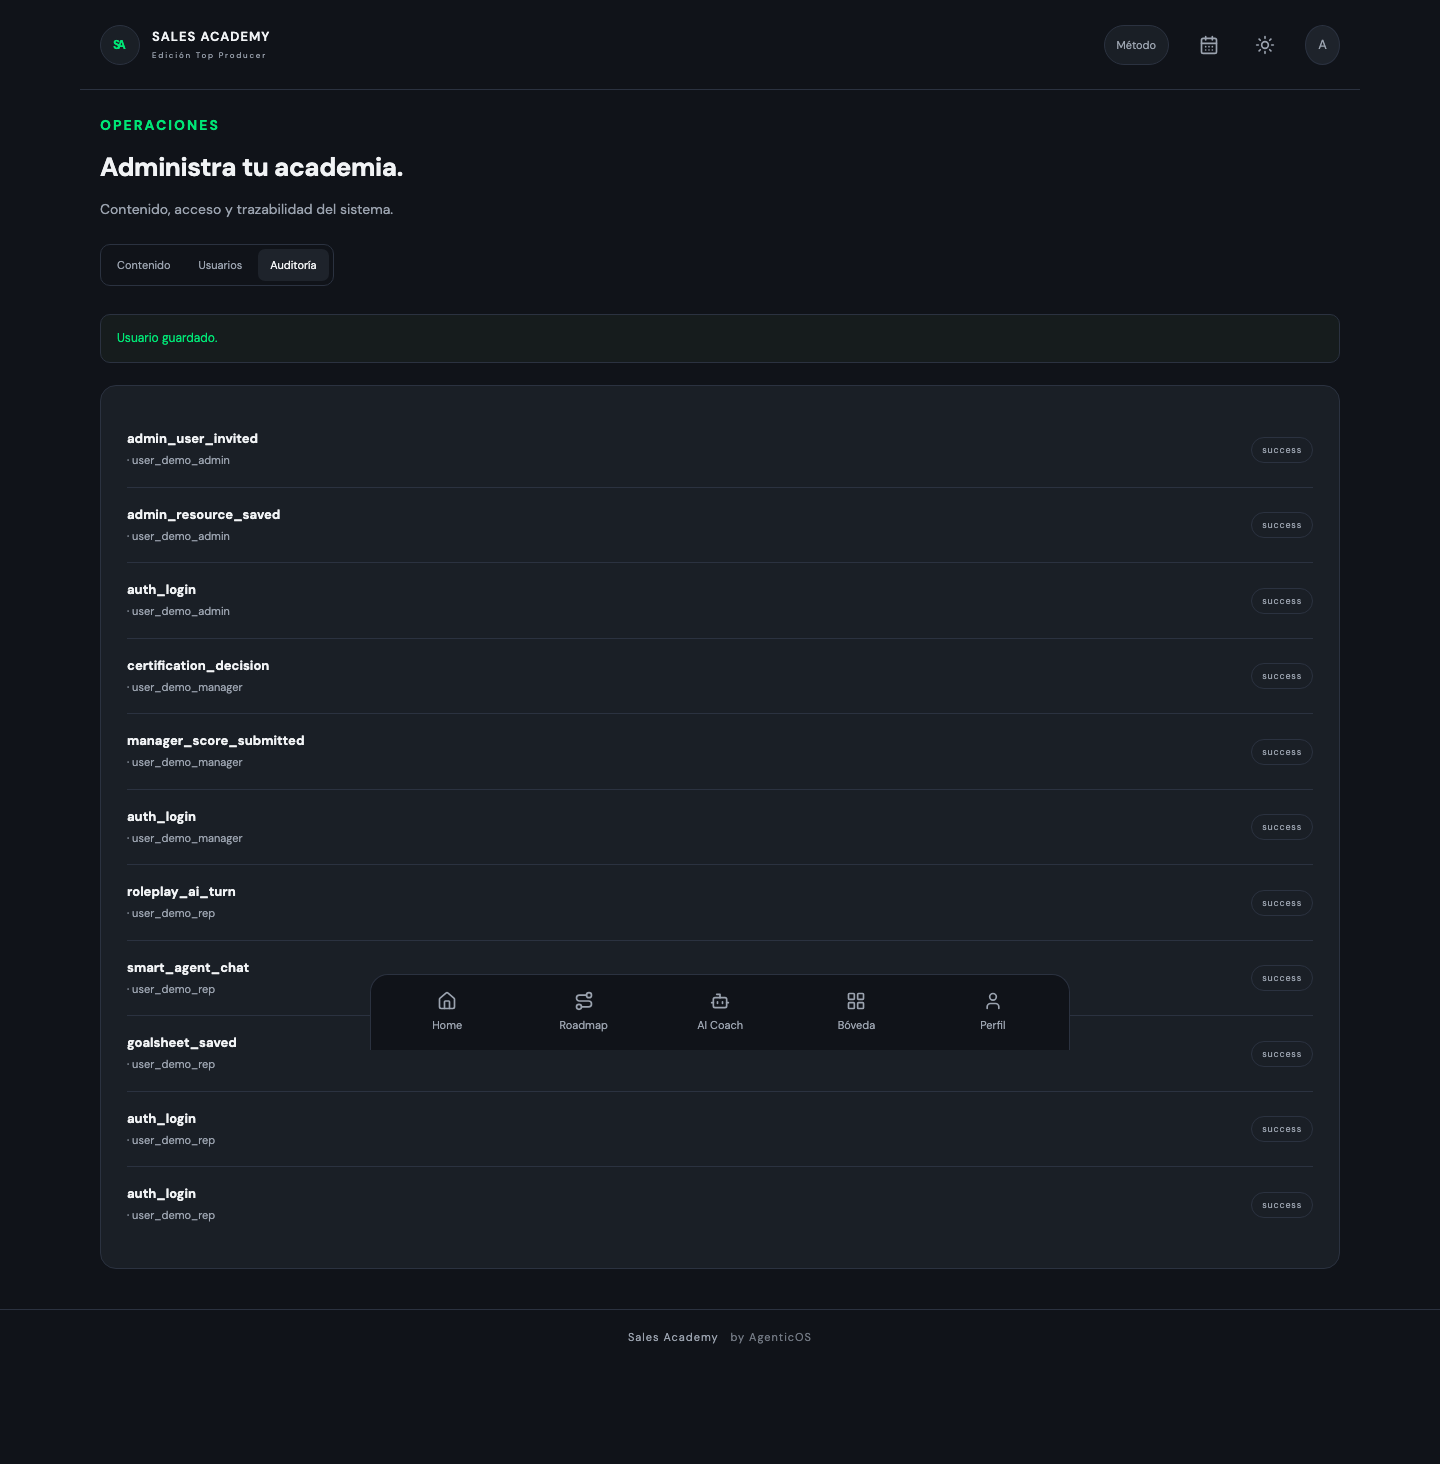 SA
SALES ACADEMY
Edición Top Producer
Método
A
OPERACIONES
Administra tu academia.
Contenido, acceso y trazabilidad del sistema.
Contenido Usuarios Auditoría
Usuario guardado.
admin_user_invited
· user_demo_admin
success
admin_resource_saved
· user_demo_admin
success
auth_login
· user_demo_admin
success
certification_decision
· user_demo_manager
success
manager_score_submitted
· user_demo_manager
success
auth_login
· user_demo_manager
success
roleplay_ai_turn
· user_demo_rep
success
smart_agent_chat
· user_demo_rep
success
Home Roadmap AI Coach Bóveda Perfil
goalsheet_saved
· user_demo_rep
success
auth_login
· user_demo_rep
success
auth_login
· user_demo_rep
success
Sales Academy by AgenticOS